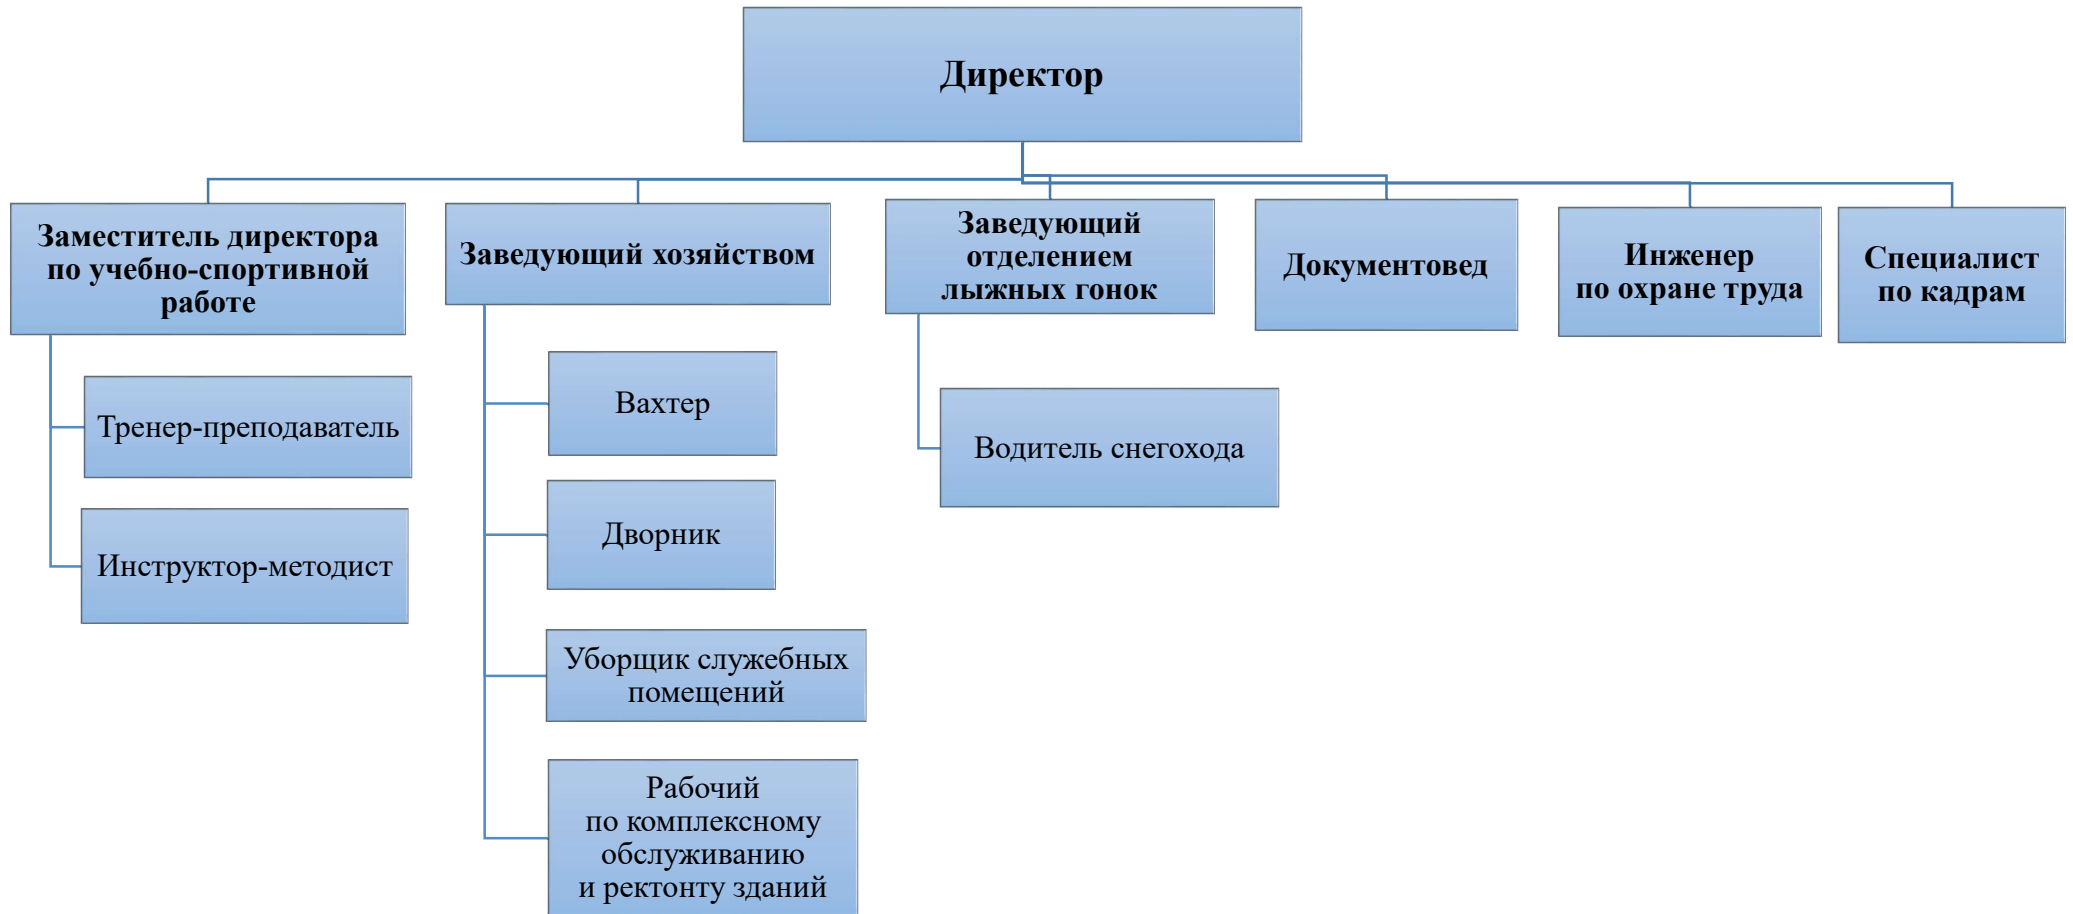 Директор
Заместитель директора
по учебно-спортивной
работе
Заведующий хозяйством
Заведующий
отделением
лыжных гонок
Документовед
Инженер
по охране труда
Специалист
по кадрам
Тренер-преподаватель
Инструктор-методист
Вахтер
Дворник
Уборщик служебных
помещений
Рабочий
по комплексному
обслуживанию
и ректонту зданий
Водитель снегохода